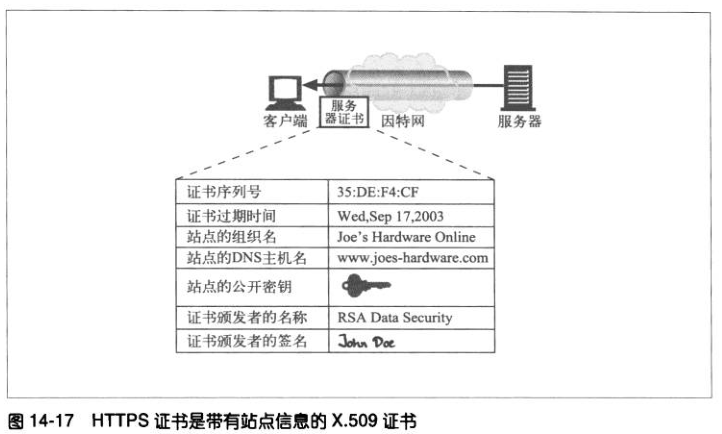 客户端
服务
器证书
因特网
服务器
证书序列号 35:DE:F4:CF
证书过期时间 Wed,Sep 17,2003
站点的组织名 Joe's Hardware Online
站点的DNS主机名 www.joes-hardware.com
站点的公开密钥
证书颁发者的名称 RSA Data Security
证书颁发者的签名 John Doe
图 14-17 HTTPS 证书是带有站点信息的 X.509 证书